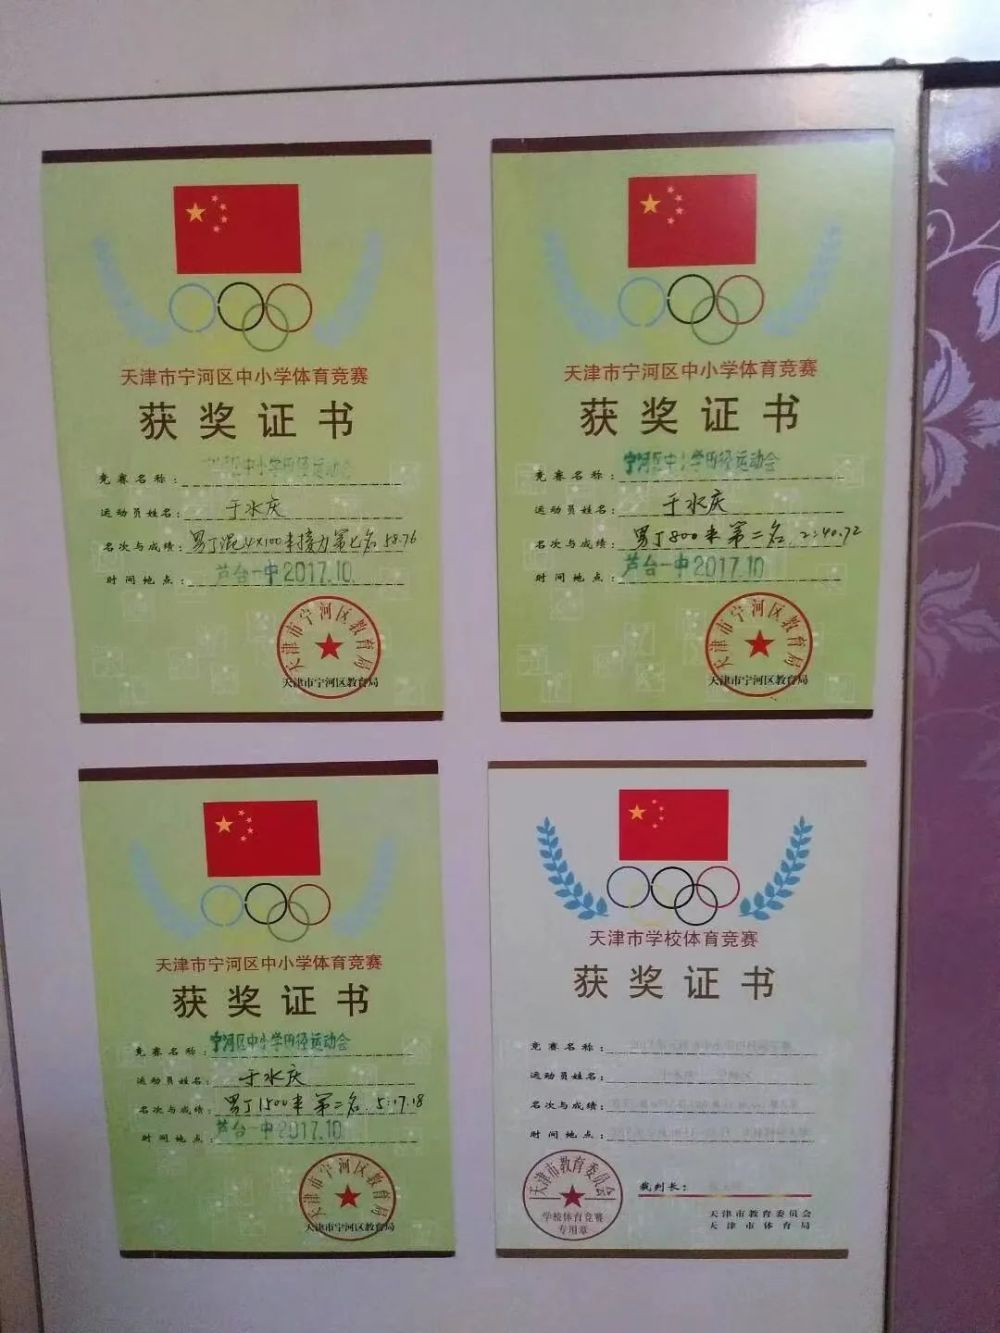 天津市宁河区中小学体育竞赛
获奖证书
竞赛名称：宁河区中小学田径运动会
运动员姓名：于水庆
名次与成绩：男丁混4×100米接力第七名 58.76
时间地点：芦台一中2017.10
天津市宁河区教育局
天津市宁河区教育局
天津市宁河区中小学体育竞赛
获奖证书
竞赛名称：宁河区中小学田径运动会
运动员姓名：于水庆
名次与成绩：男丁800米第二名.2:40.72
时间地点：芦台一中2017.10
天津市宁河区教育局
天津市宁河区教育局
天津市宁河区中小学体育竞赛
获奖证书
竞赛名称：宁河区中小学田径运动会
运动员姓名：于水庆
名次与成绩：男丁1500米第二名.5:17.18
时间地点：芦台一中2017.10
天津市宁河区教育局
天津市宁河区教育局
天津市学校体育竞赛
获奖证书
竞赛名称：
运动员姓名：
名次与成绩：
时间地点：
天津市教育委员会
学校体育竞赛
专用章
裁判长：
天津市教育委员会
天津市体育局